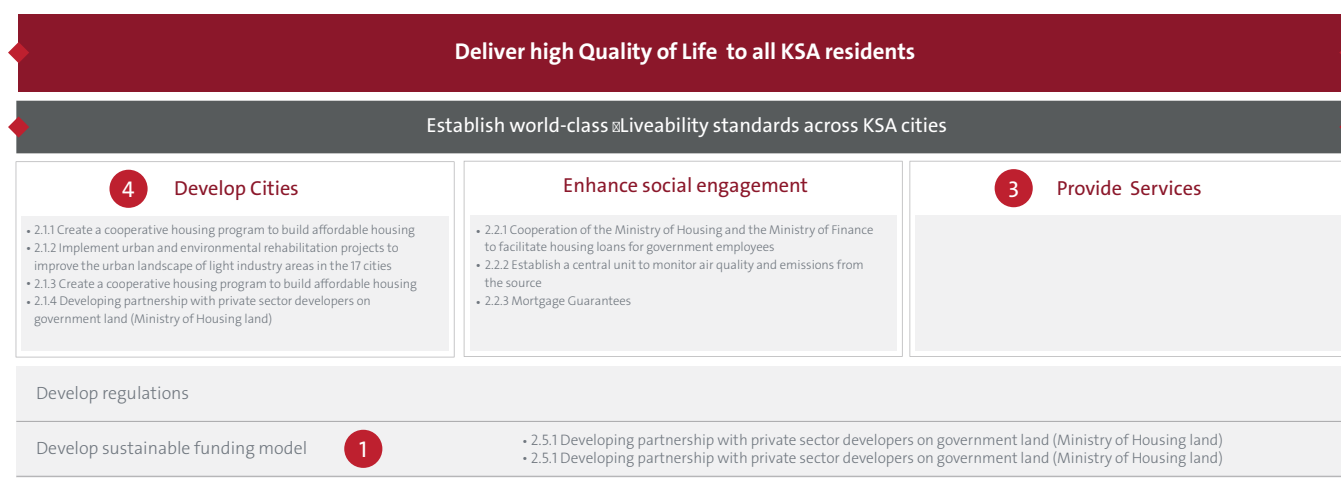 Deliver high Quality of Life to all KSA residents
Establish world-class Liveability standards across KSA cities
4 Develop Cities
• 2.1.1 Create a cooperative housing program to build affordable housing
• 2.1.2 Implement urban and environmental rehabilitation projects to
improve the urban landscape of light industry areas in the 17 cities
• 2.1.3 Create a cooperative housing program to build affordable housing
• 2.1.4 Developing partnership with private sector developers on
government land (Ministry of Housing land)
Enhance social engagement
• 2.2.1 Cooperation of the Ministry of Housing and the Ministry of Finance
to facilitate housing loans for government employees
• 2.2.2 Establish a central unit to monitor air quality and emissions from
the source
• 2.2.3 Mortgage Guarantees
3 Provide Services
Develop regulations
Develop sustainable funding model 1
• 2.5.1 Developing partnership with private sector developers on government land (Ministry of Housing land)
• 2.5.1 Developing partnership with private sector developers on government land (Ministry of Housing land)